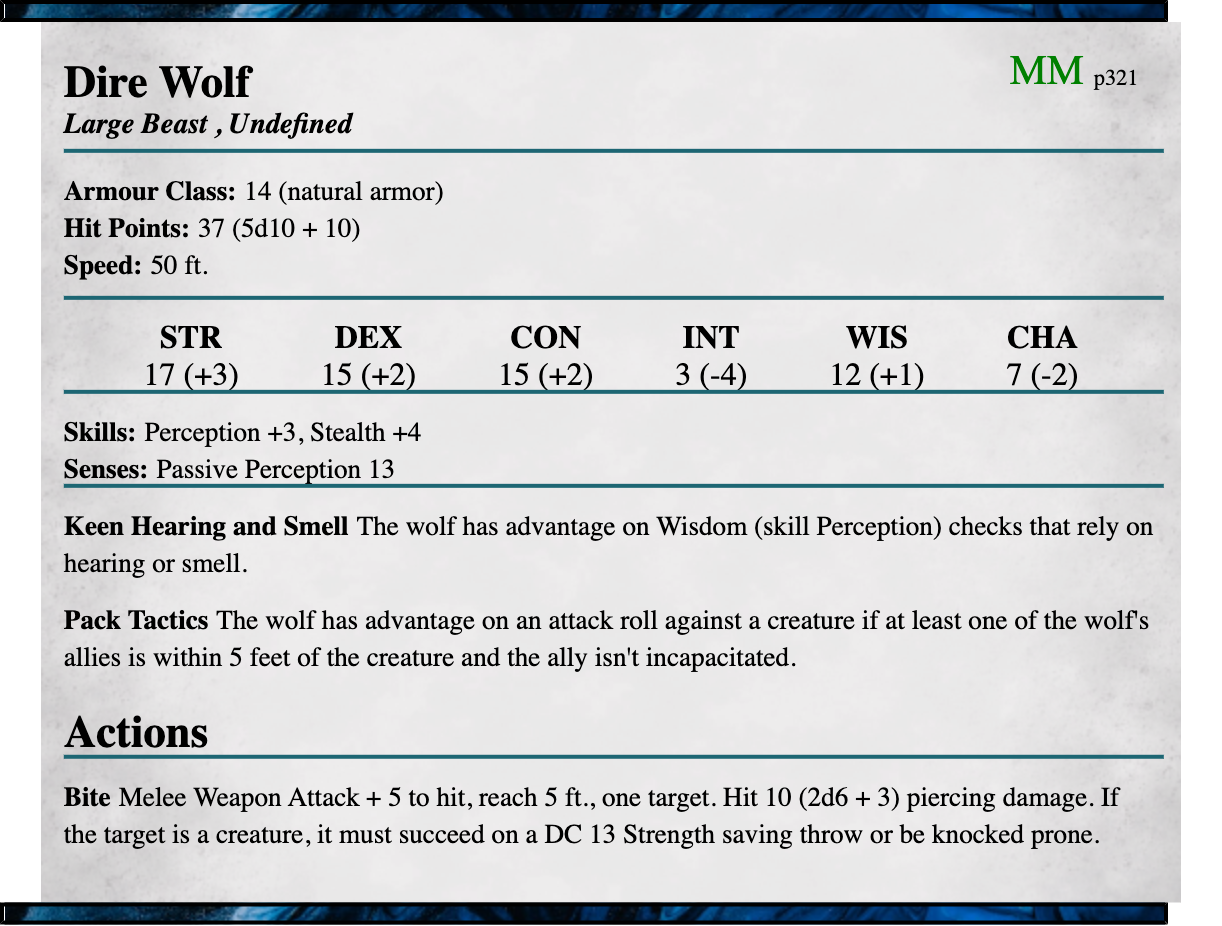 Dire Wolf
MM p321
Large Beast , Undefined
Armour Class: 14 (natural armor)
Hit Points: 37 (5d10 + 10)
Speed: 50 ft.
STR DEX CON INT WIS CHA
17 (+3) 15 (+2) 15 (+2) 3 (-4) 12 (+1) 7 (-2)
Skills: Perception +3, Stealth +4
Senses: Passive Perception 13
Keen Hearing and Smell The wolf has advantage on Wisdom (skill Perception) checks that rely on
hearing or smell.
Pack Tactics The wolf has advantage on an attack roll against a creature if at least one of the wolf's
allies is within 5 feet of the creature and the ally isn't incapacitated.
Actions
Bite Melee Weapon Attack + 5 to hit, reach 5 ft., one target. Hit 10 (2d6 + 3) piercing damage. If
the target is a creature, it must succeed on a DC 13 Strength saving throw or be knocked prone.